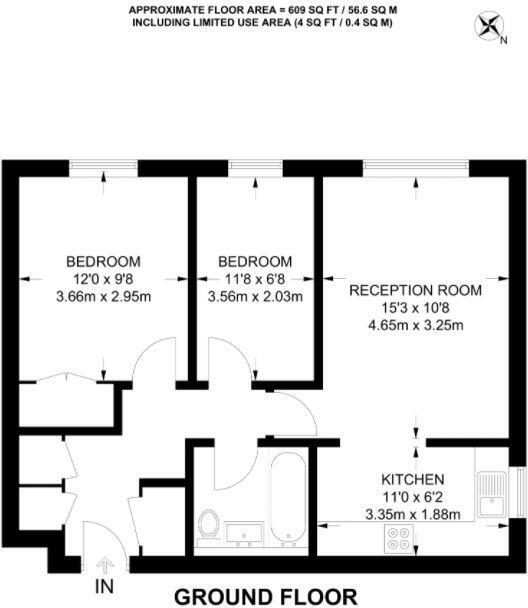 APPROXIMATE FLOOR AREA = 609 SQ FT / 56.6 SQ M
INCLUDING LIMITED USE AREA (4 SQ FT / 0.4 SQ M)
N
BEDROOM
12'0 x 9'8
3.66m x 2.95m
BEDROOM
11'8 x 6'8
3.56m x 2.03m
RECEPTION ROOM
15'3 x 10'8
4.65m x 3.25m
KITCHEN
11'0 x 6'2
3.35m x 1.88m
IN
GROUND FLOOR